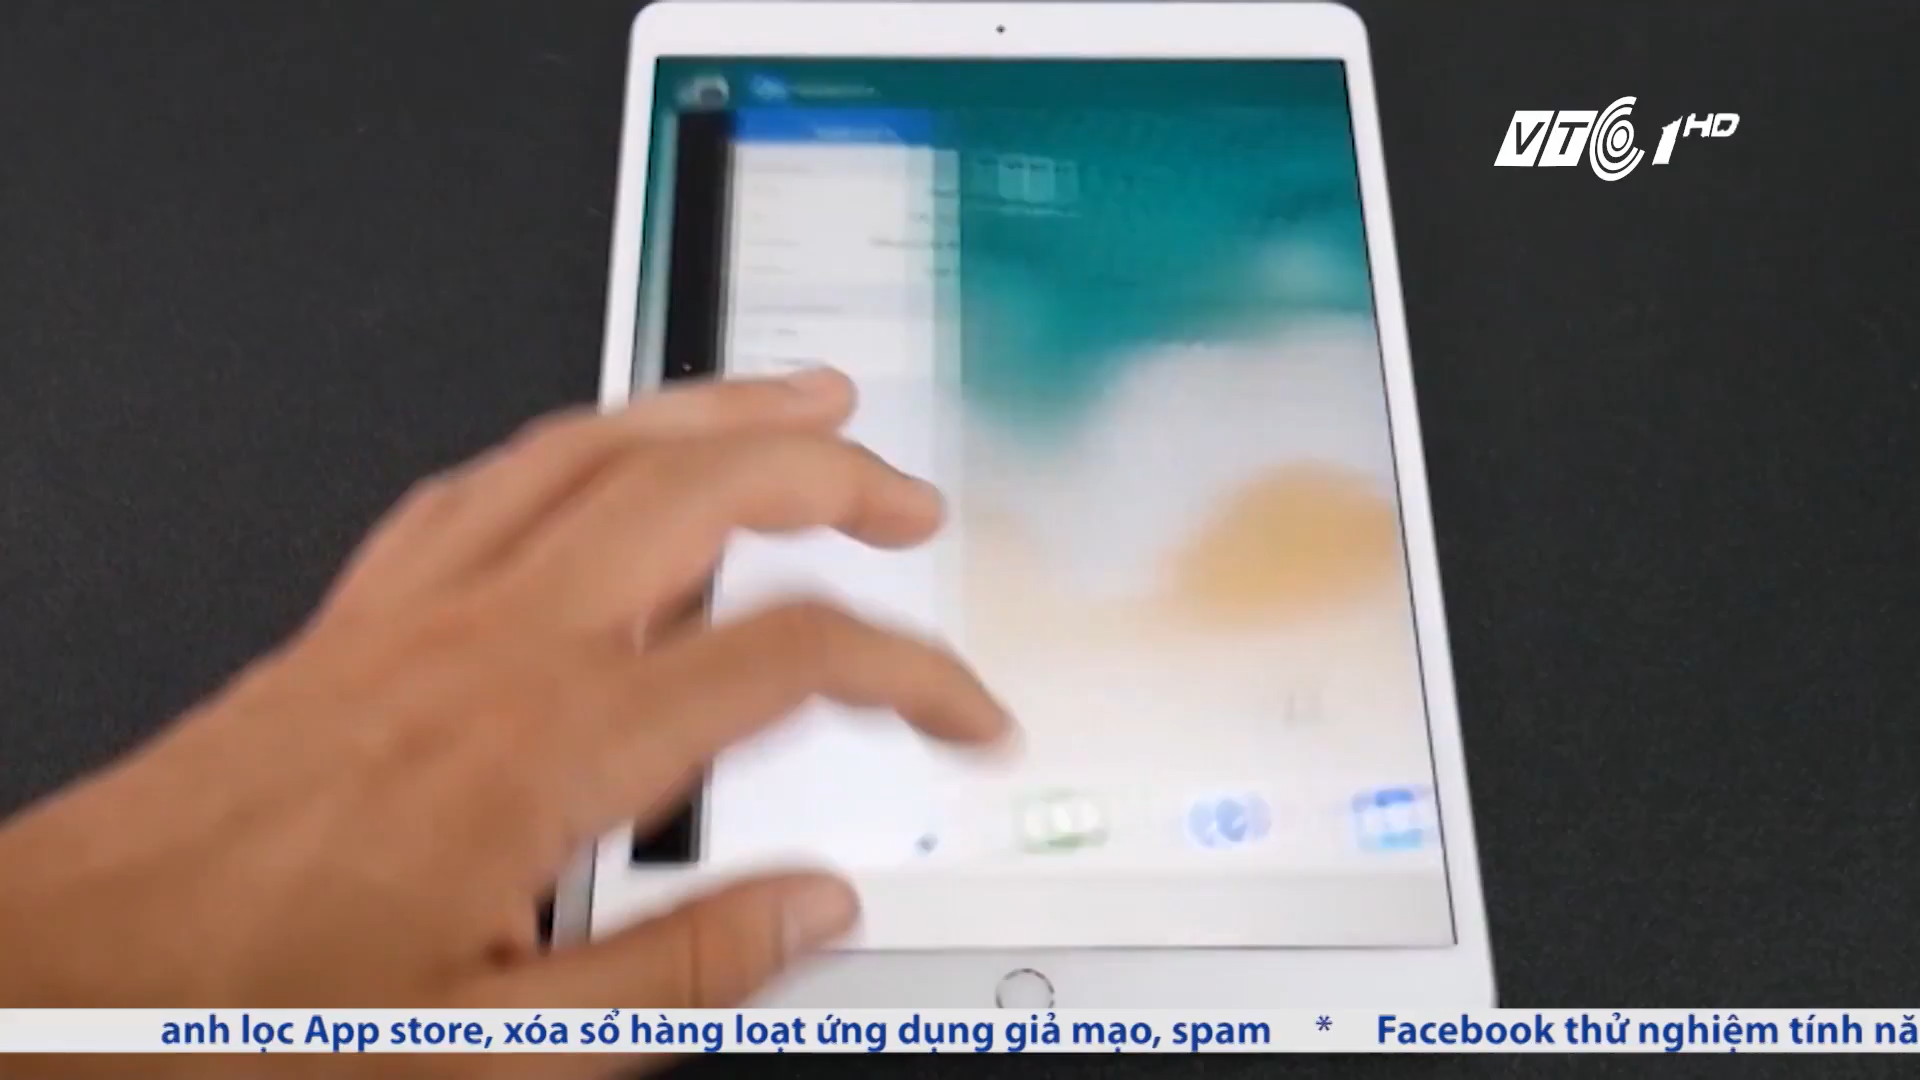 VTC1 HD
anh lọc App store, xóa sổ hàng loạt ứng dụng giả mạo, spam * Facebook thử nghiệm tính nă